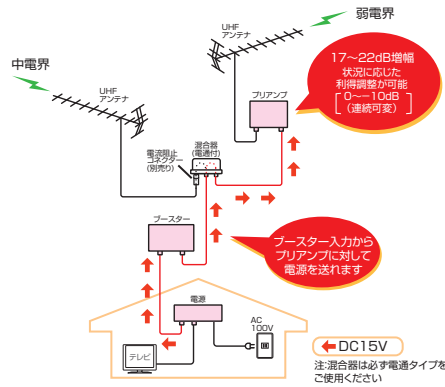 弱電界
中電界
UHF
アンテナ
UHF
アンテナ
17〜22dB増幅
状況に応じた
利得調整が可能
[0〜−10dB
(連続可変)]
プリアンプ
混合器
(電通付)
電流阻止
コネクター
(別売り)
ブースター
ブースター入力から
プリアンプに対して
電源を送れます
電源
AC
100V
テレビ
DC15V
注:混合器は必ず電通タイプを
ご使用ください